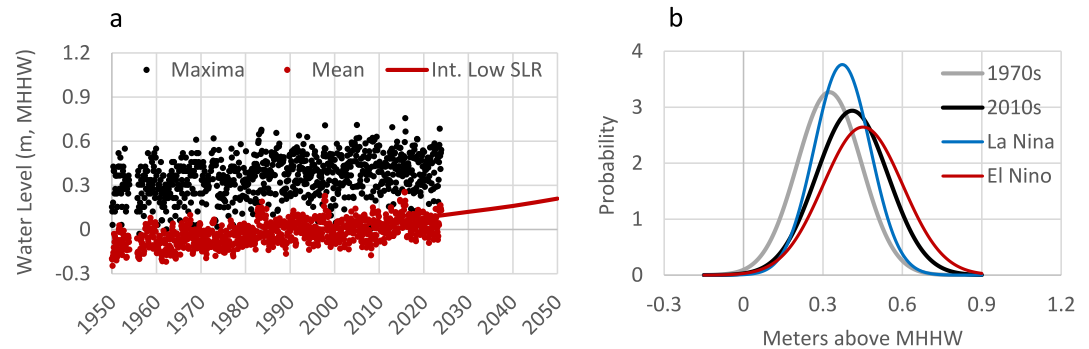 a
Water Level (m, MHHW)
1.2
0.9
0.6
0.3
0
-0.3
Maxima
Mean
Int. Low SLR
1950
1960
1970
1980
1990
2000
2010
2020
2030
2040
2050
b
Probability
4
3
2
1
0
1970s
2010s
La Nina
El Nino
-0.3
0
0.3
0.6
0.9
1.2
Meters above MHHW